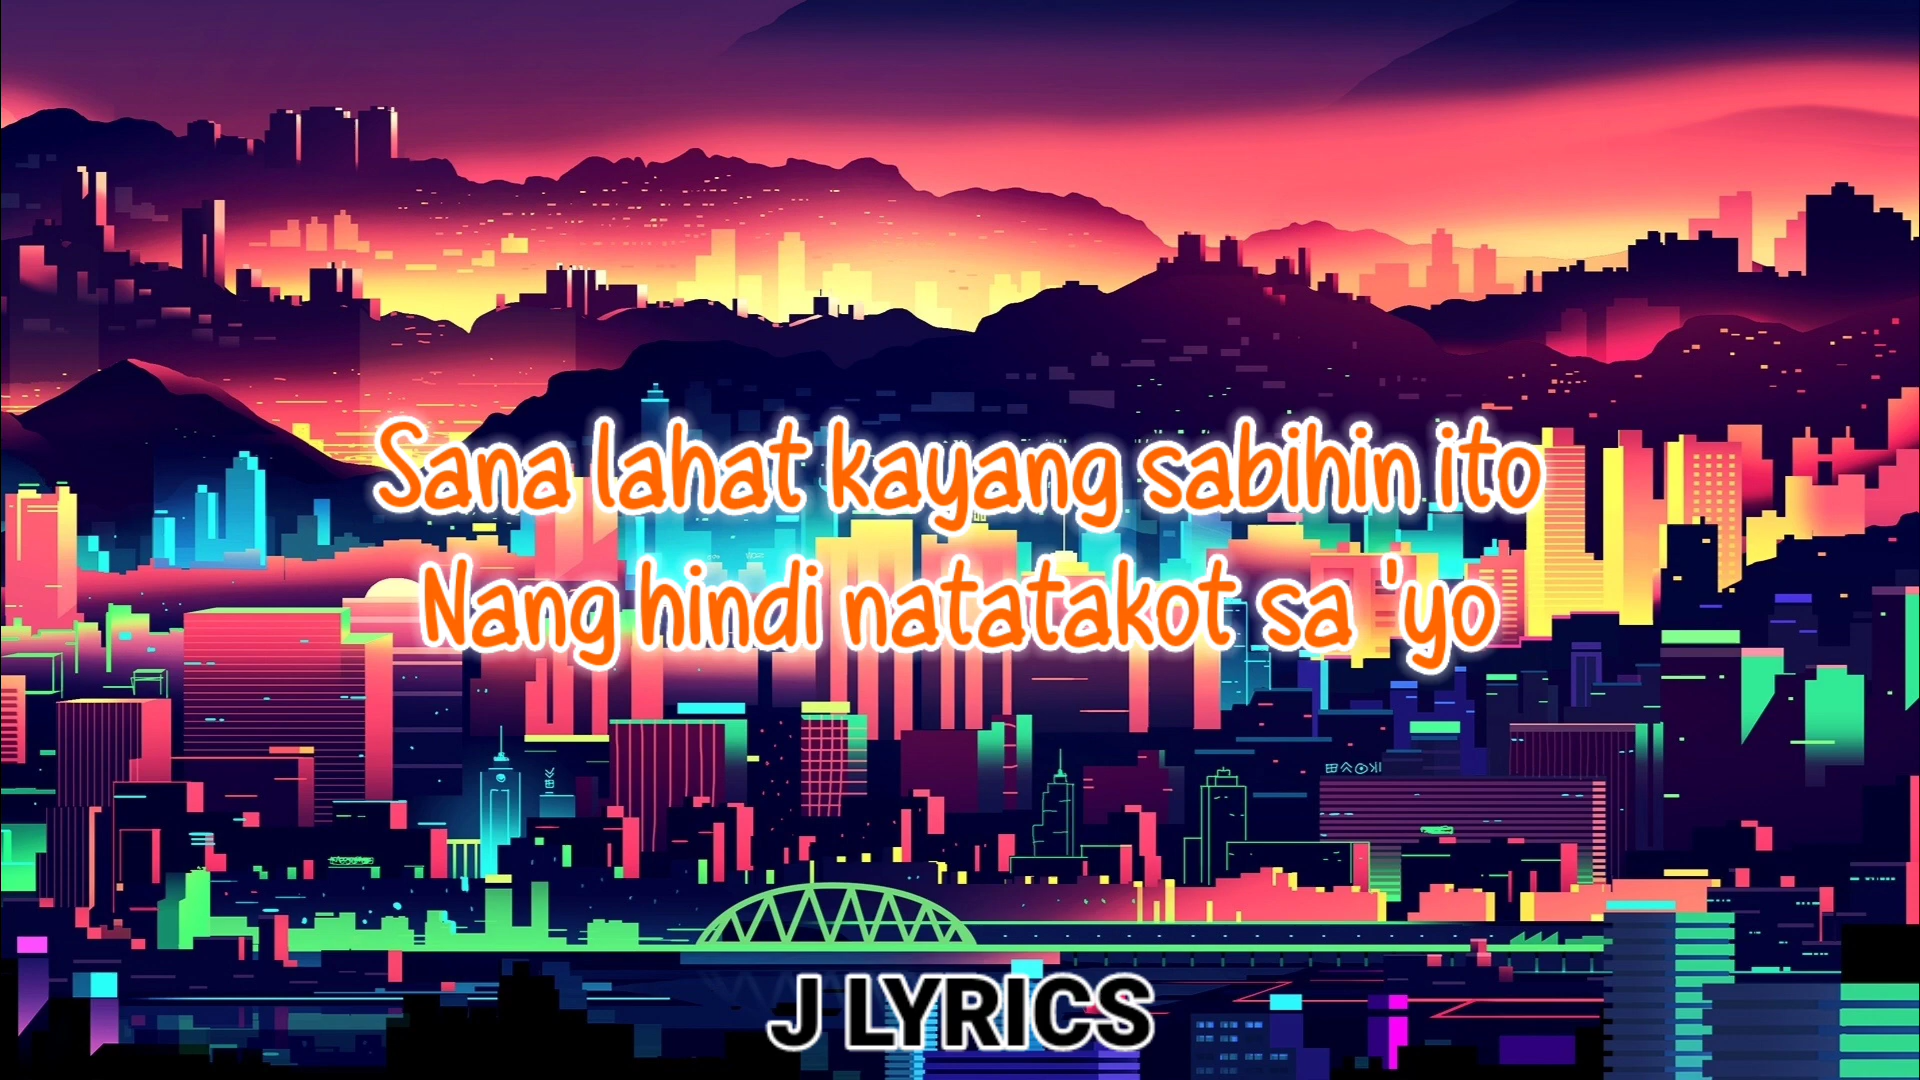 Sana lahat kayang sabihin ito
Nang hindi natatakot sa 'yo
J LYRICS